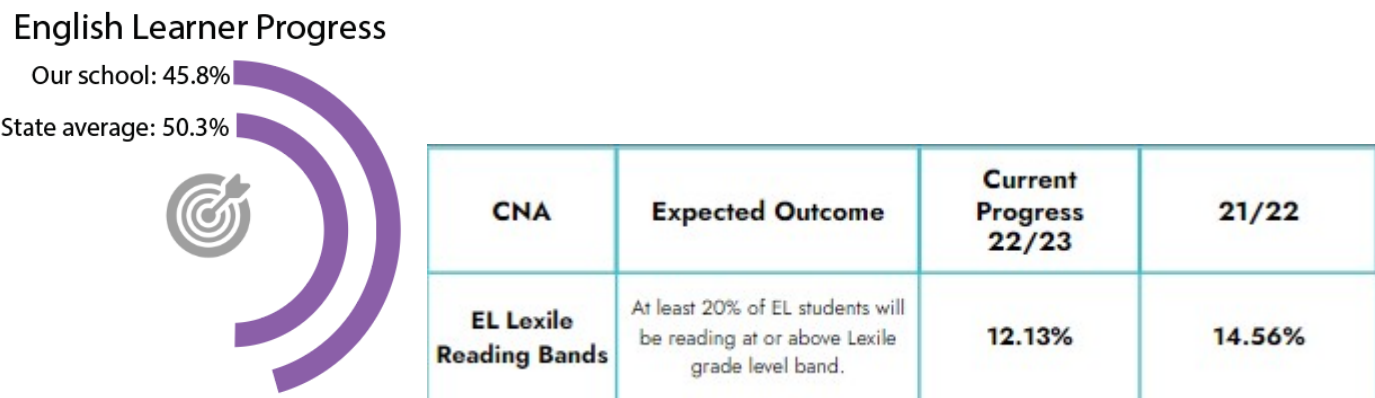 English Learner Progress
Our school: 45.8%
State average: 50.3%
CNA
Expected Outcome
Current
Progress
22/23
21/22
EL Lexile
Reading Bands
At least 20% of EL students will
be reading at or above Lexile
grade level band.
12.13%
14.56%